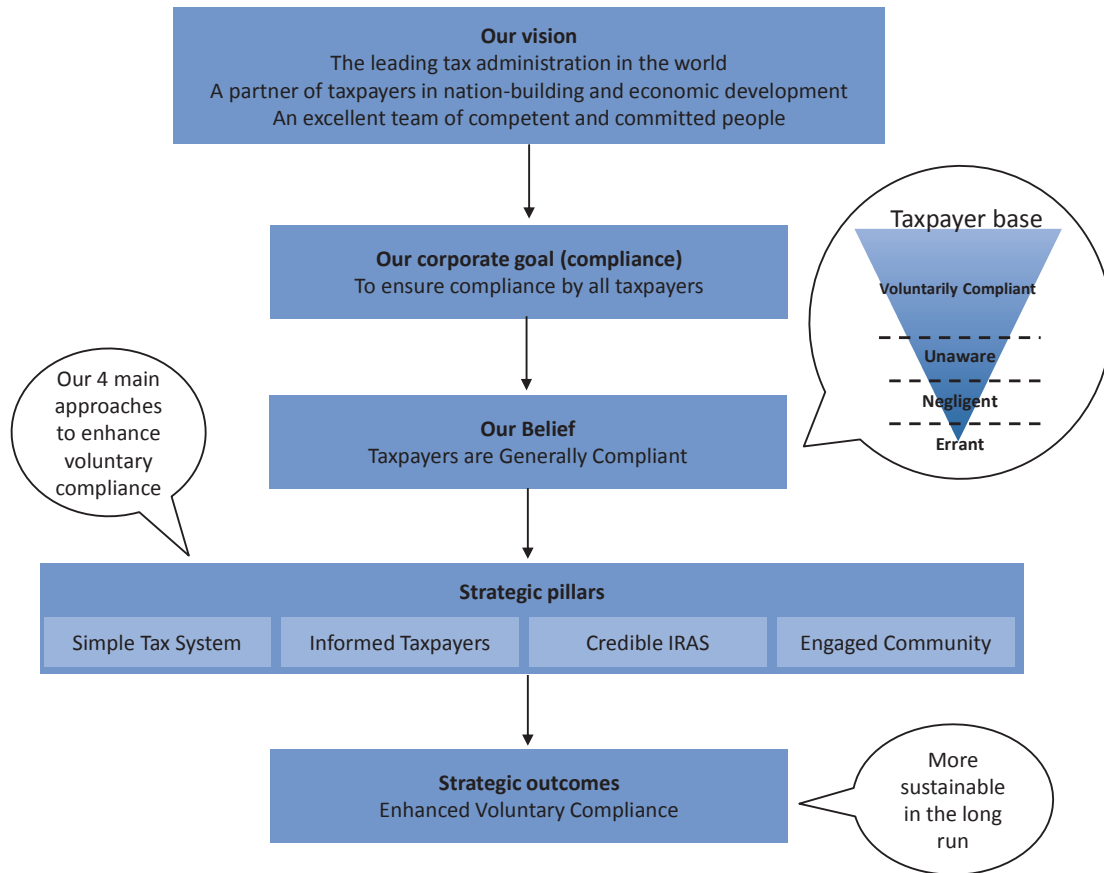 Our vision
The leading tax administration in the world
A partner of taxpayers in nation-building and economic development
An excellent team of competent and committed people
Our corporate goal (compliance)
To ensure compliance by all taxpayers
Taxpayer base
Voluntarily Compliant
Unaware
Negligent
Errant
Our 4 main
approaches
to enhance
voluntary
compliance
Our Belief
Taxpayers are Generally Compliant
Strategic pillars
Simple Tax System
Informed Taxpayers
Credible IRAS
Engaged Community
Strategic outcomes
Enhanced Voluntary Compliance
More
sustainable
in the long
run